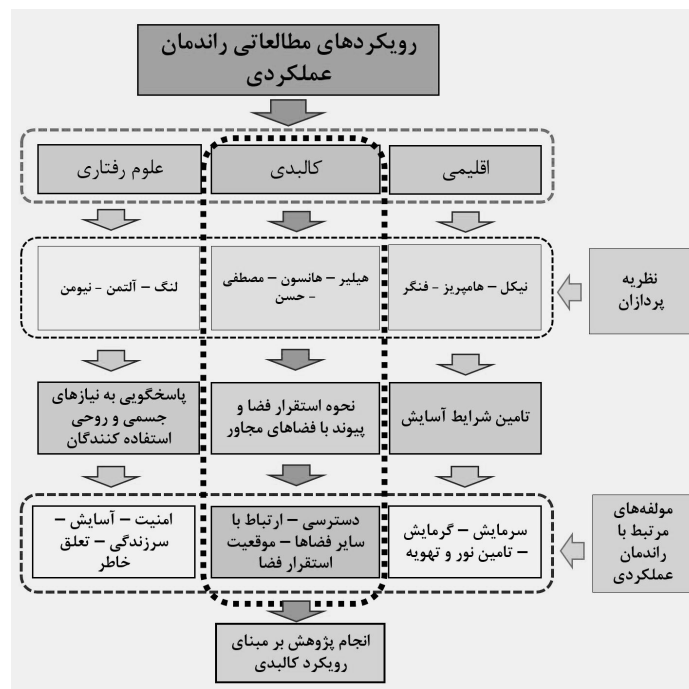 رویکردهای مطالعاتی راندمان
عملکردی
اقلیمی
کالبدی
علوم رفتاری
نظریه
پردازان
نیکل – هامپریز - فنگر
هیلیر – هانسون – مصطفی
- حسن
لنگ – آلتمن - نیومن
تامین شرایط آسایش
نحوه استقرار فضا و
پیوند با فضاهای مجاور
پاسخگویی به نیازهای
جسمی و روحی
استفاده کنندگان
مولفه‌های
مرتبط با
راندمان
عملکردی
سرمایش – گرمایش
– تامین نور و تهویه
دسترسی – ارتباط با
سایر فضاها – موقعیت
استقرار فضا
امنیت – آسایش –
سرزندگی – تعلق
خاطر
انجام پژوهش بر مبنای
رویکرد کالبدی